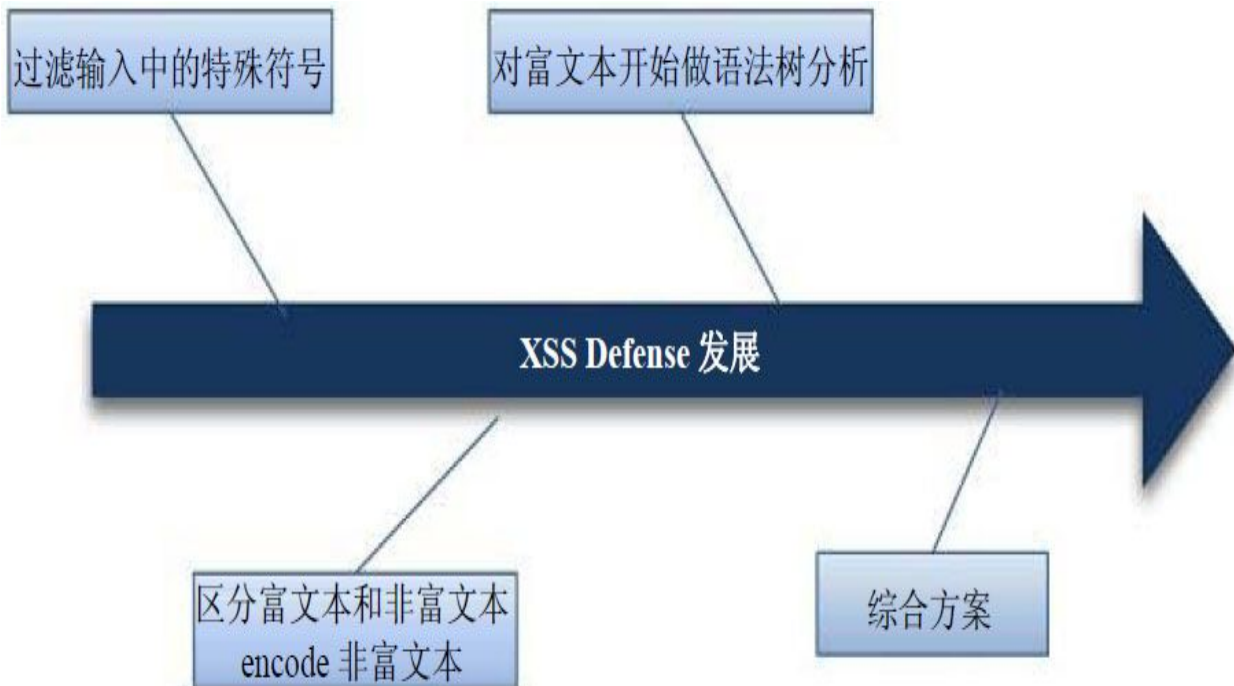 过滤输入中的特殊符号
对富文本开始做语法树分析
XSS Defense 发展
区分富文本和非富文本
encode 非富文本
综合方案